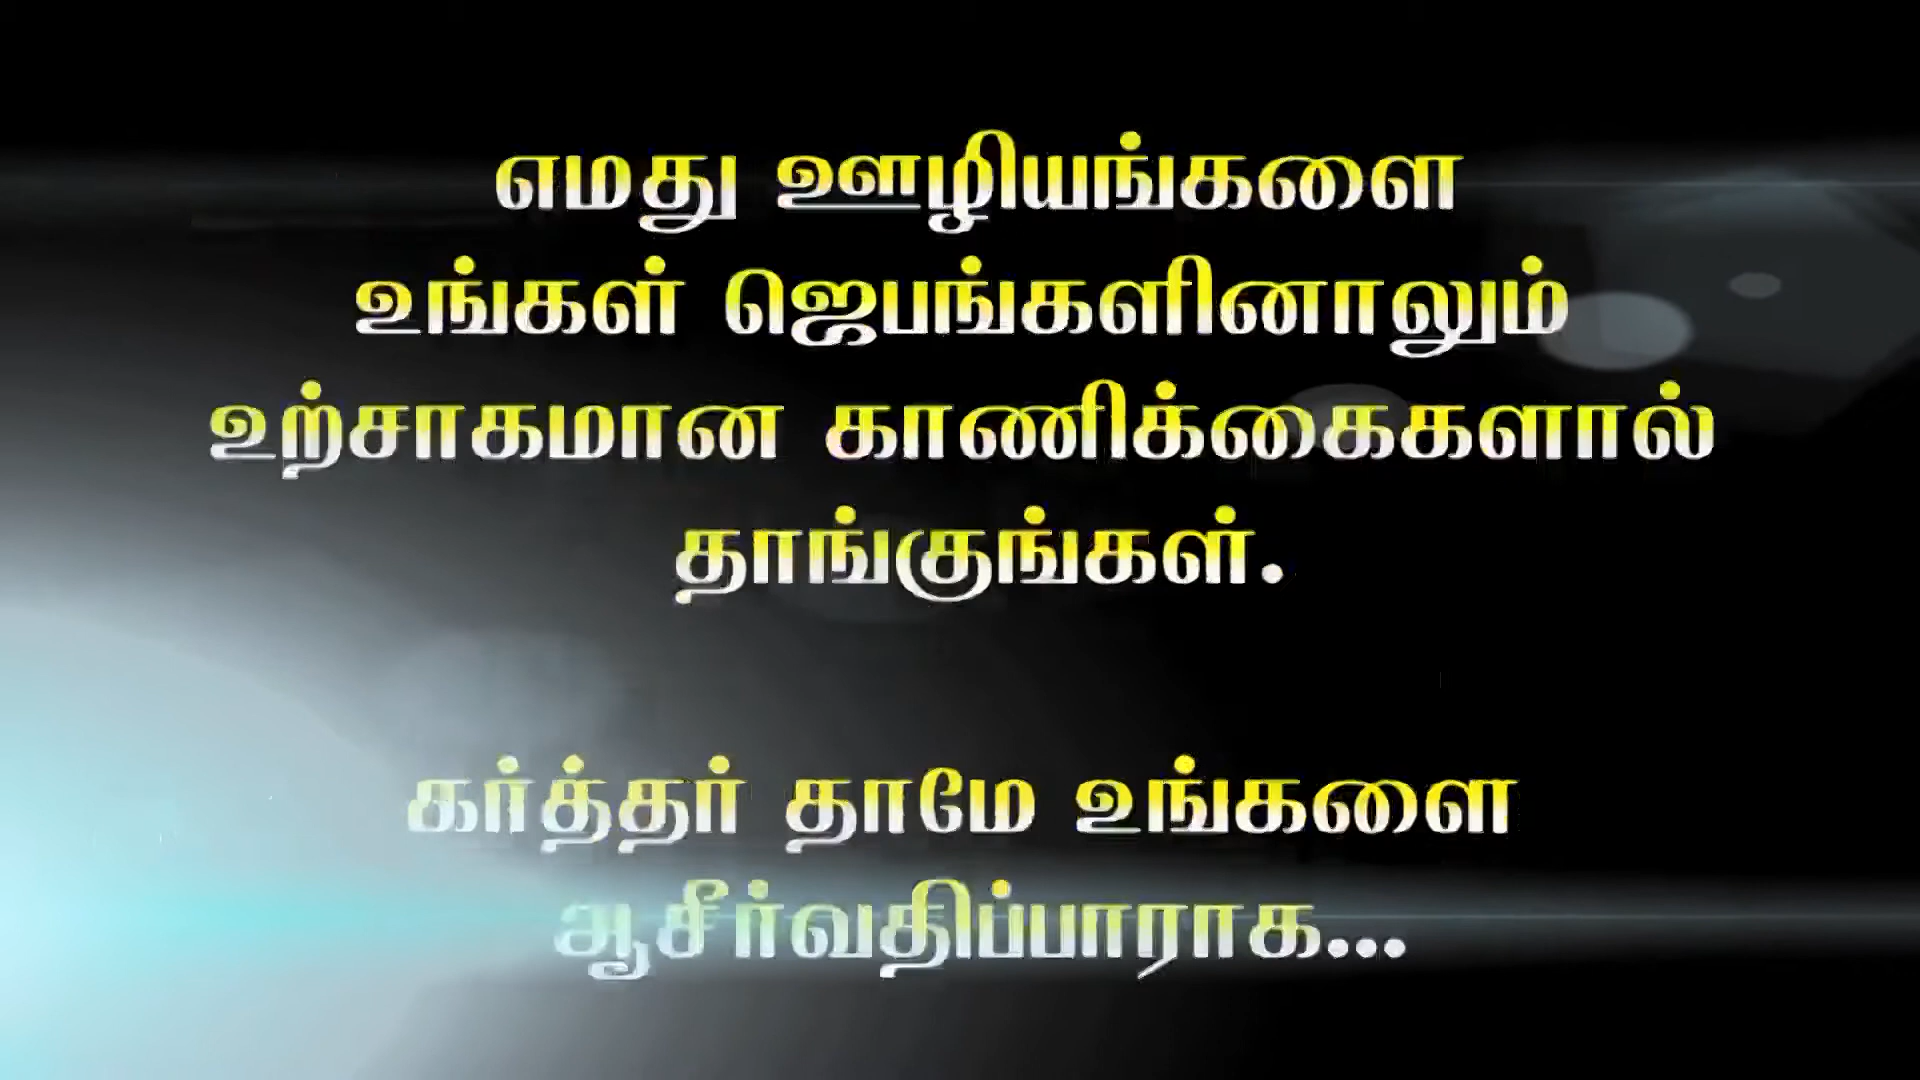 எமது ஊழியங்களை
உங்கள் ஜெபங்களினாலும்
உற்சாகமான காணிக்கைகளால்
தாங்குங்கள்.
கர்த்தர் தாமே உங்களை
ஆசீர்வதிப்பாராக...